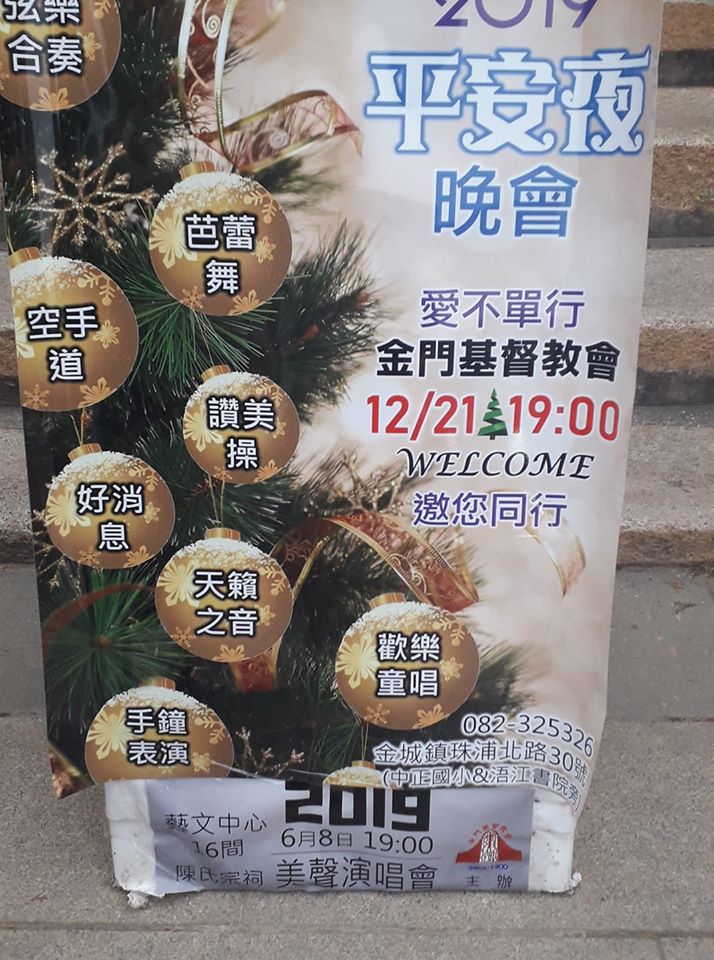 弦樂
合奏
2019
平安夜
晚會
芭蕾
舞
空手
道
愛不單行
金門基督教會
12/21 19:00
WELCOME
邀您同行
讚美
操
好消
息
天籟
之音
歡樂
童唱
手鐘
表演
082-325326
金城鎮珠浦北路30號
(中正國小&浯江書院旁)
2019
藝文中心
16間
陳氏宗祠
6月8日 19:00
美聲演唱會
主辦